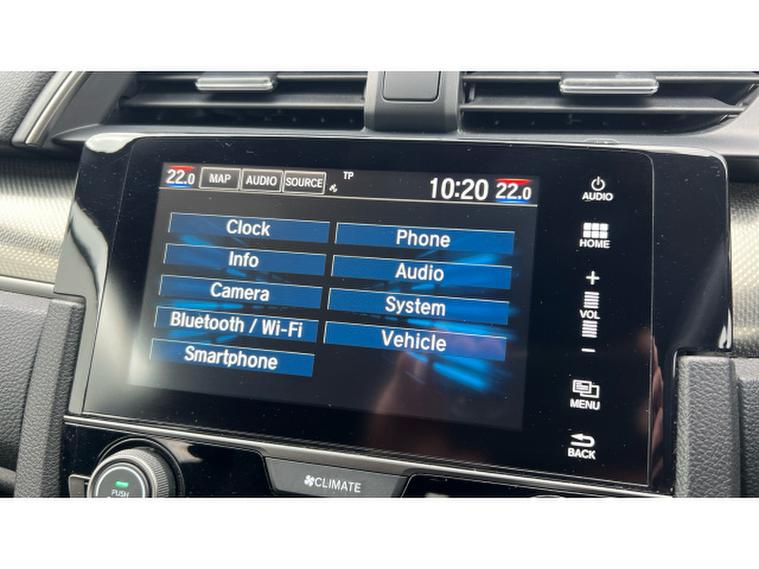 22.0 MAP AUDIO SOURCE TP 10:20 22.0
Clock
Phone
Info
Audio
Camera
System
Bluetooth / Wi-Fi
Vehicle
Smartphone
AUDIO
HOME
+
VOL
-
MENU
BACK
PUSH
CLIMATE